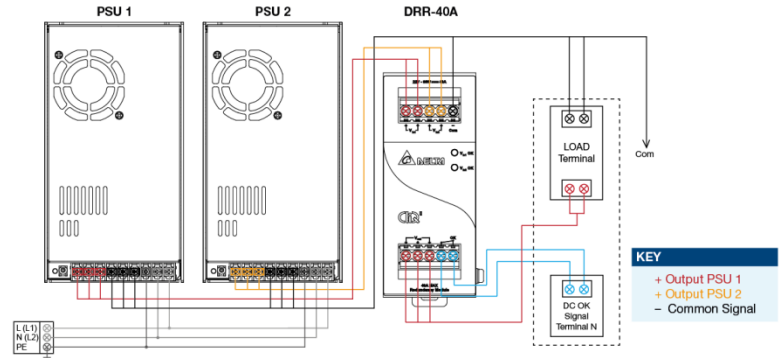 PSU 1
PSU 2
DRR-40A
Com
LOAD
Terminal
Com
DC OK
Signal
Terminal N
L (L1)
N (L2)
PE
KEY
+ Output PSU 1
+ Output PSU 2
– Common Signal